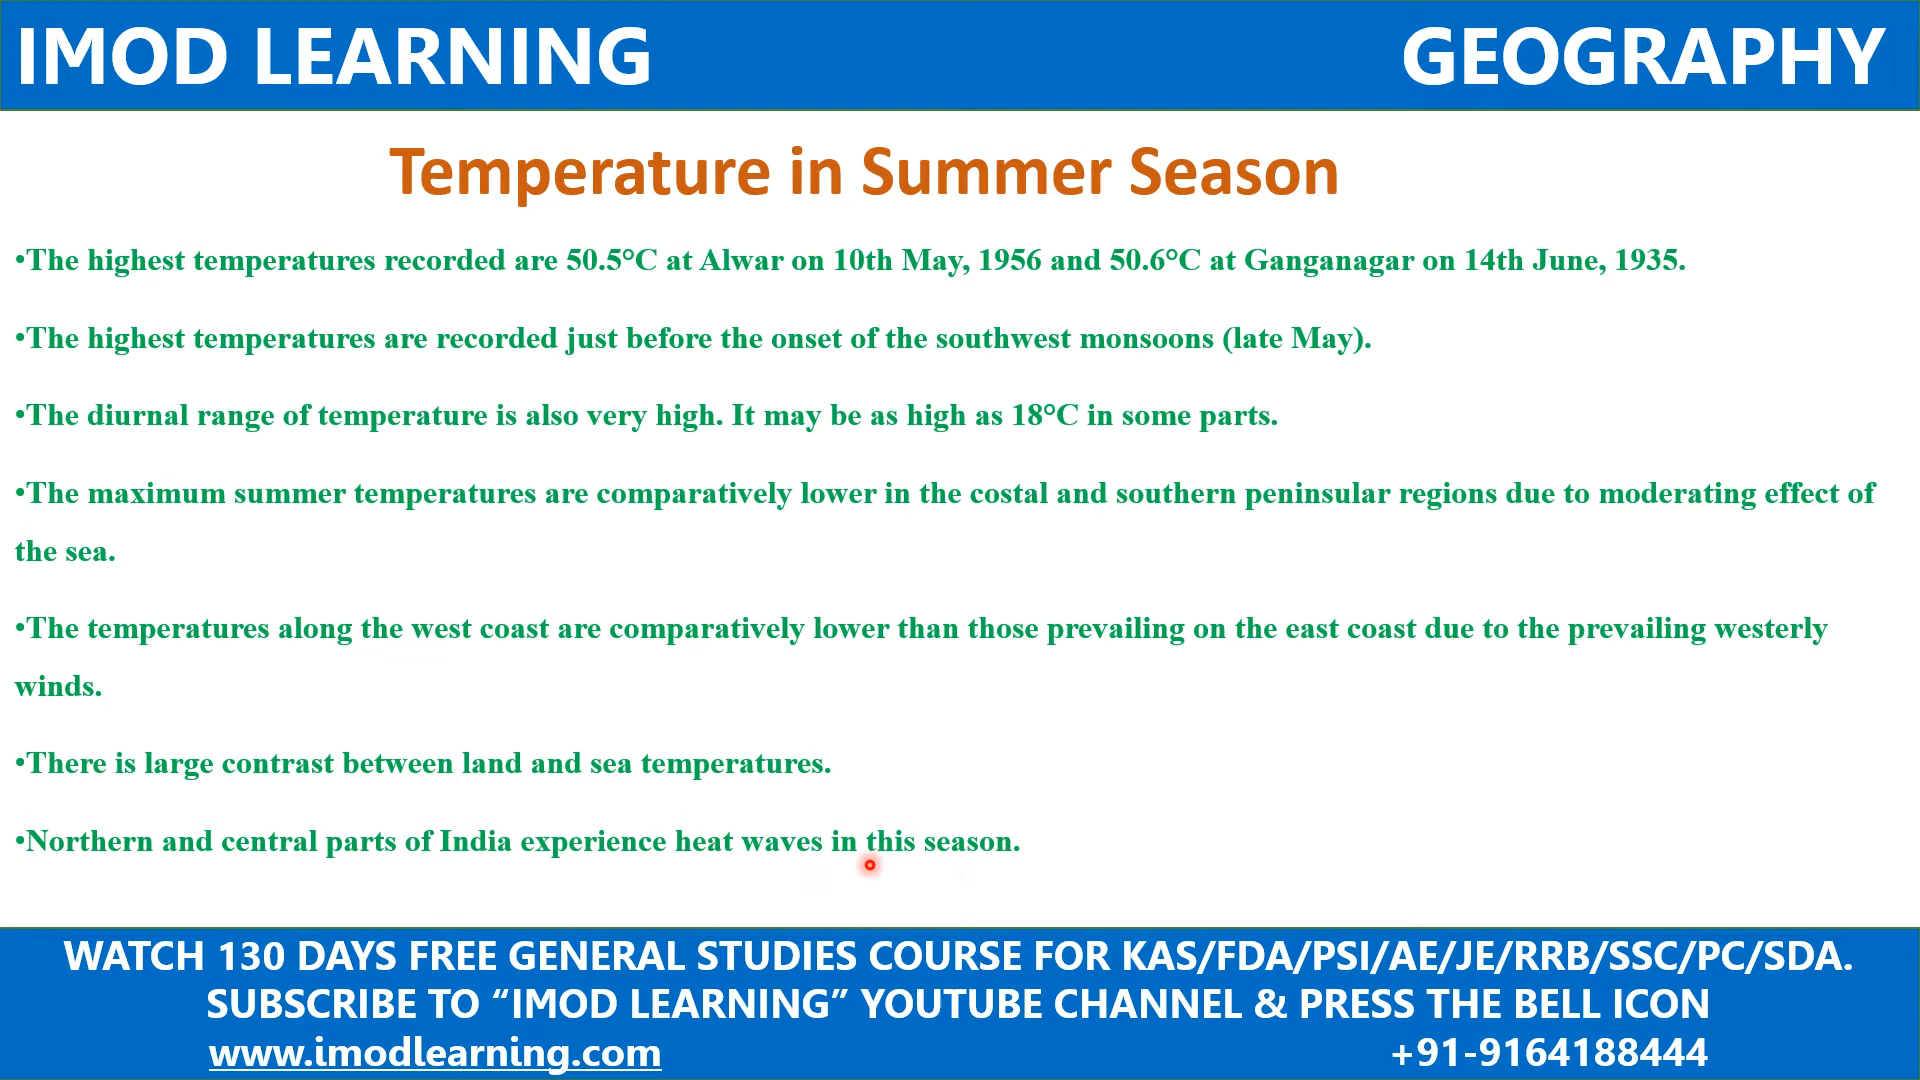 IMOD LEARNING GEOGRAPHY
Temperature in Summer Season
•The highest temperatures recorded are 50.5°C at Alwar on 10th May, 1956 and 50.6°C at Ganganagar on 14th June, 1935.
•The highest temperatures are recorded just before the onset of the southwest monsoons (late May).
•The diurnal range of temperature is also very high. It may be as high as 18°C in some parts.
•The maximum summer temperatures are comparatively lower in the costal and southern peninsular regions due to moderating effect of
the sea.
•The temperatures along the west coast are comparatively lower than those prevailing on the east coast due to the prevailing westerly
winds.
•There is large contrast between land and sea temperatures.
•Northern and central parts of India experience heat waves in this season.
WATCH 130 DAYS FREE GENERAL STUDIES COURSE FOR KAS/FDA/PSI/AE/JE/RRB/SSC/PC/SDA.
SUBSCRIBE TO “IMOD LEARNING” YOUTUBE CHANNEL & PRESS THE BELL ICON
www.imodlearning.com +91-9164188444